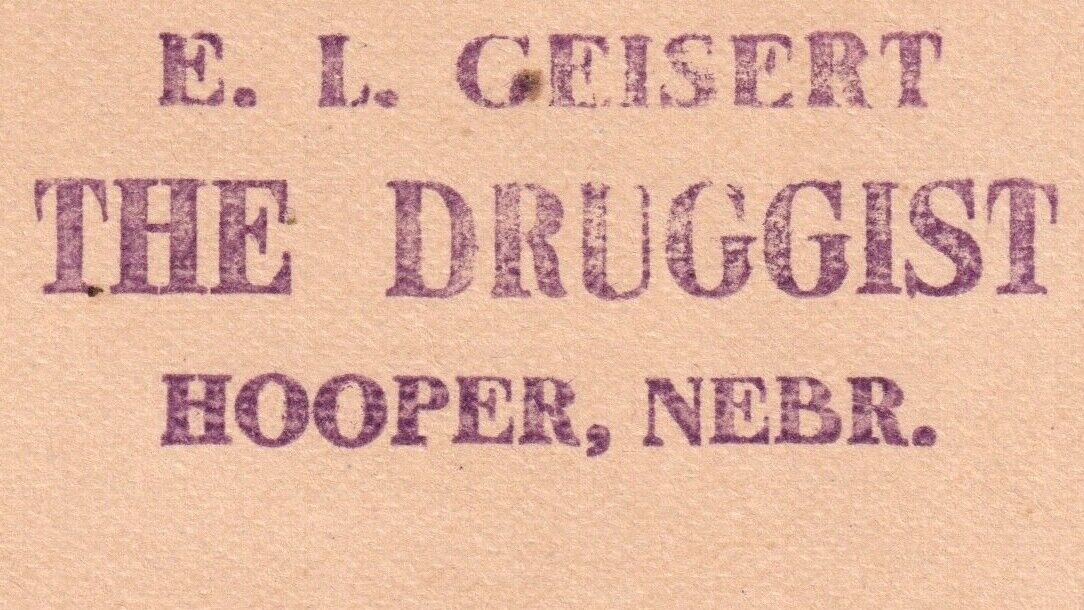 E. L. GEISERT
THE DRUGGIST
HOOPER, NEBR.